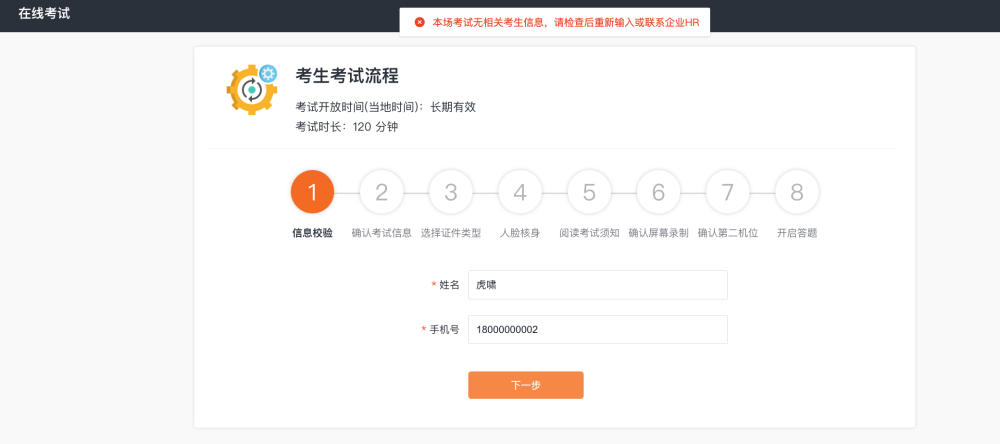 在线考试
本场考试无相关考生信息，请检查后重新输入或联系企业HR
考生考试流程
考试开放时间(当地时间)：长期有效
考试时长：120 分钟
1 2 3 4 5 6 7 8
信息校验 确认考试信息 选择证件类型 人脸核身 阅读考试须知 确认屏幕录制 确认第二机位 开启答题
* 姓名 虎啸
* 手机号 18000000002
下一步